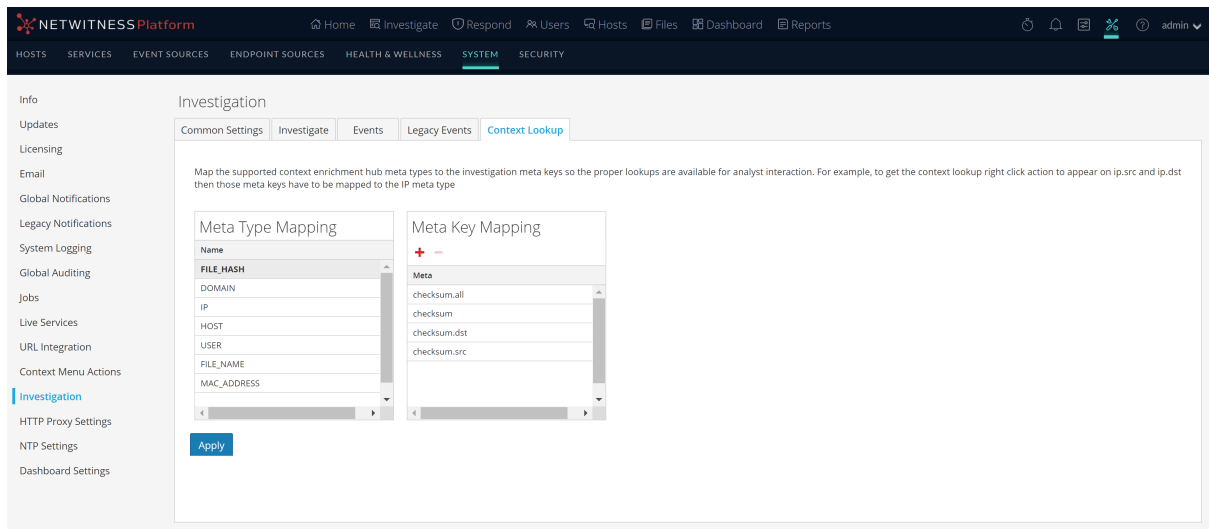 NETWITNESS Platform Home Investigate Respond Users Hosts Files Dashboard Reports admin
HOSTS SERVICES EVENT SOURCES ENDPOINT SOURCES HEALTH & WELLNESS SYSTEM SECURITY
Info
Updates
Licensing
Email
Global Notifications
Legacy Notifications
System Logging
Global Auditing
Jobs
Live Services
URL Integration
Context Menu Actions
Investigation
HTTP Proxy Settings
NTP Settings
Dashboard Settings
Investigation
Common Settings Investigate Events Legacy Events Context Lookup
Map the supported context enrichment hub meta types to the investigation meta keys so the proper lookups are available for analyst interaction. For example, to get the context lookup right click action to appear on ip.src and ip.dst
then those meta keys have to be mapped to the IP meta type
Meta Type Mapping
Name
FILE_HASH
DOMAIN
IP
HOST
USER
FILE_NAME
MAC_ADDRESS
Meta Key Mapping
Meta
checksum.all
checksum
checksum.dst
checksum.src
Apply